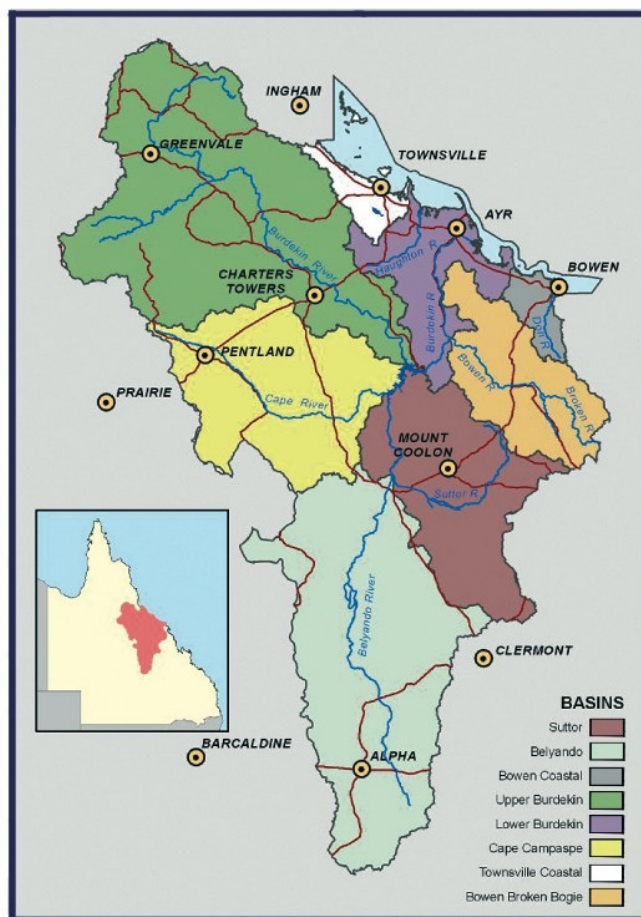 INGHAM
GREENVALE
TOWNSVILLE
AYR
Burdekin River
Haughton R.
CHARTERS
TOWERS
BOWEN
Burdekin R
Don R
PENTLAND
Bowen R
PRAIRIE
Cape River
Broken R
MOUNT
COOLON
Suttor R
Belyando River
CLERMONT
BARCALDINE
ALPHA
BASINS
Suttor
Belyando
Bowen Coastal
Upper Burdekin
Lower Burdekin
Cape Campaspe
Townsville Coastal
Bowen Broken Bogie